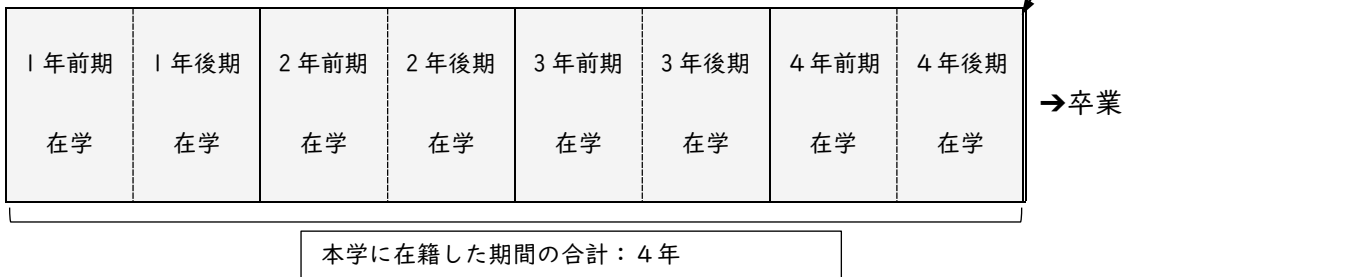 1年前期 1年後期 2年前期 2年後期 3年前期 3年後期 4年前期 4年後期
→卒業
在学 在学 在学 在学 在学 在学 在学 在学
本学に在籍した期間の合計：4年